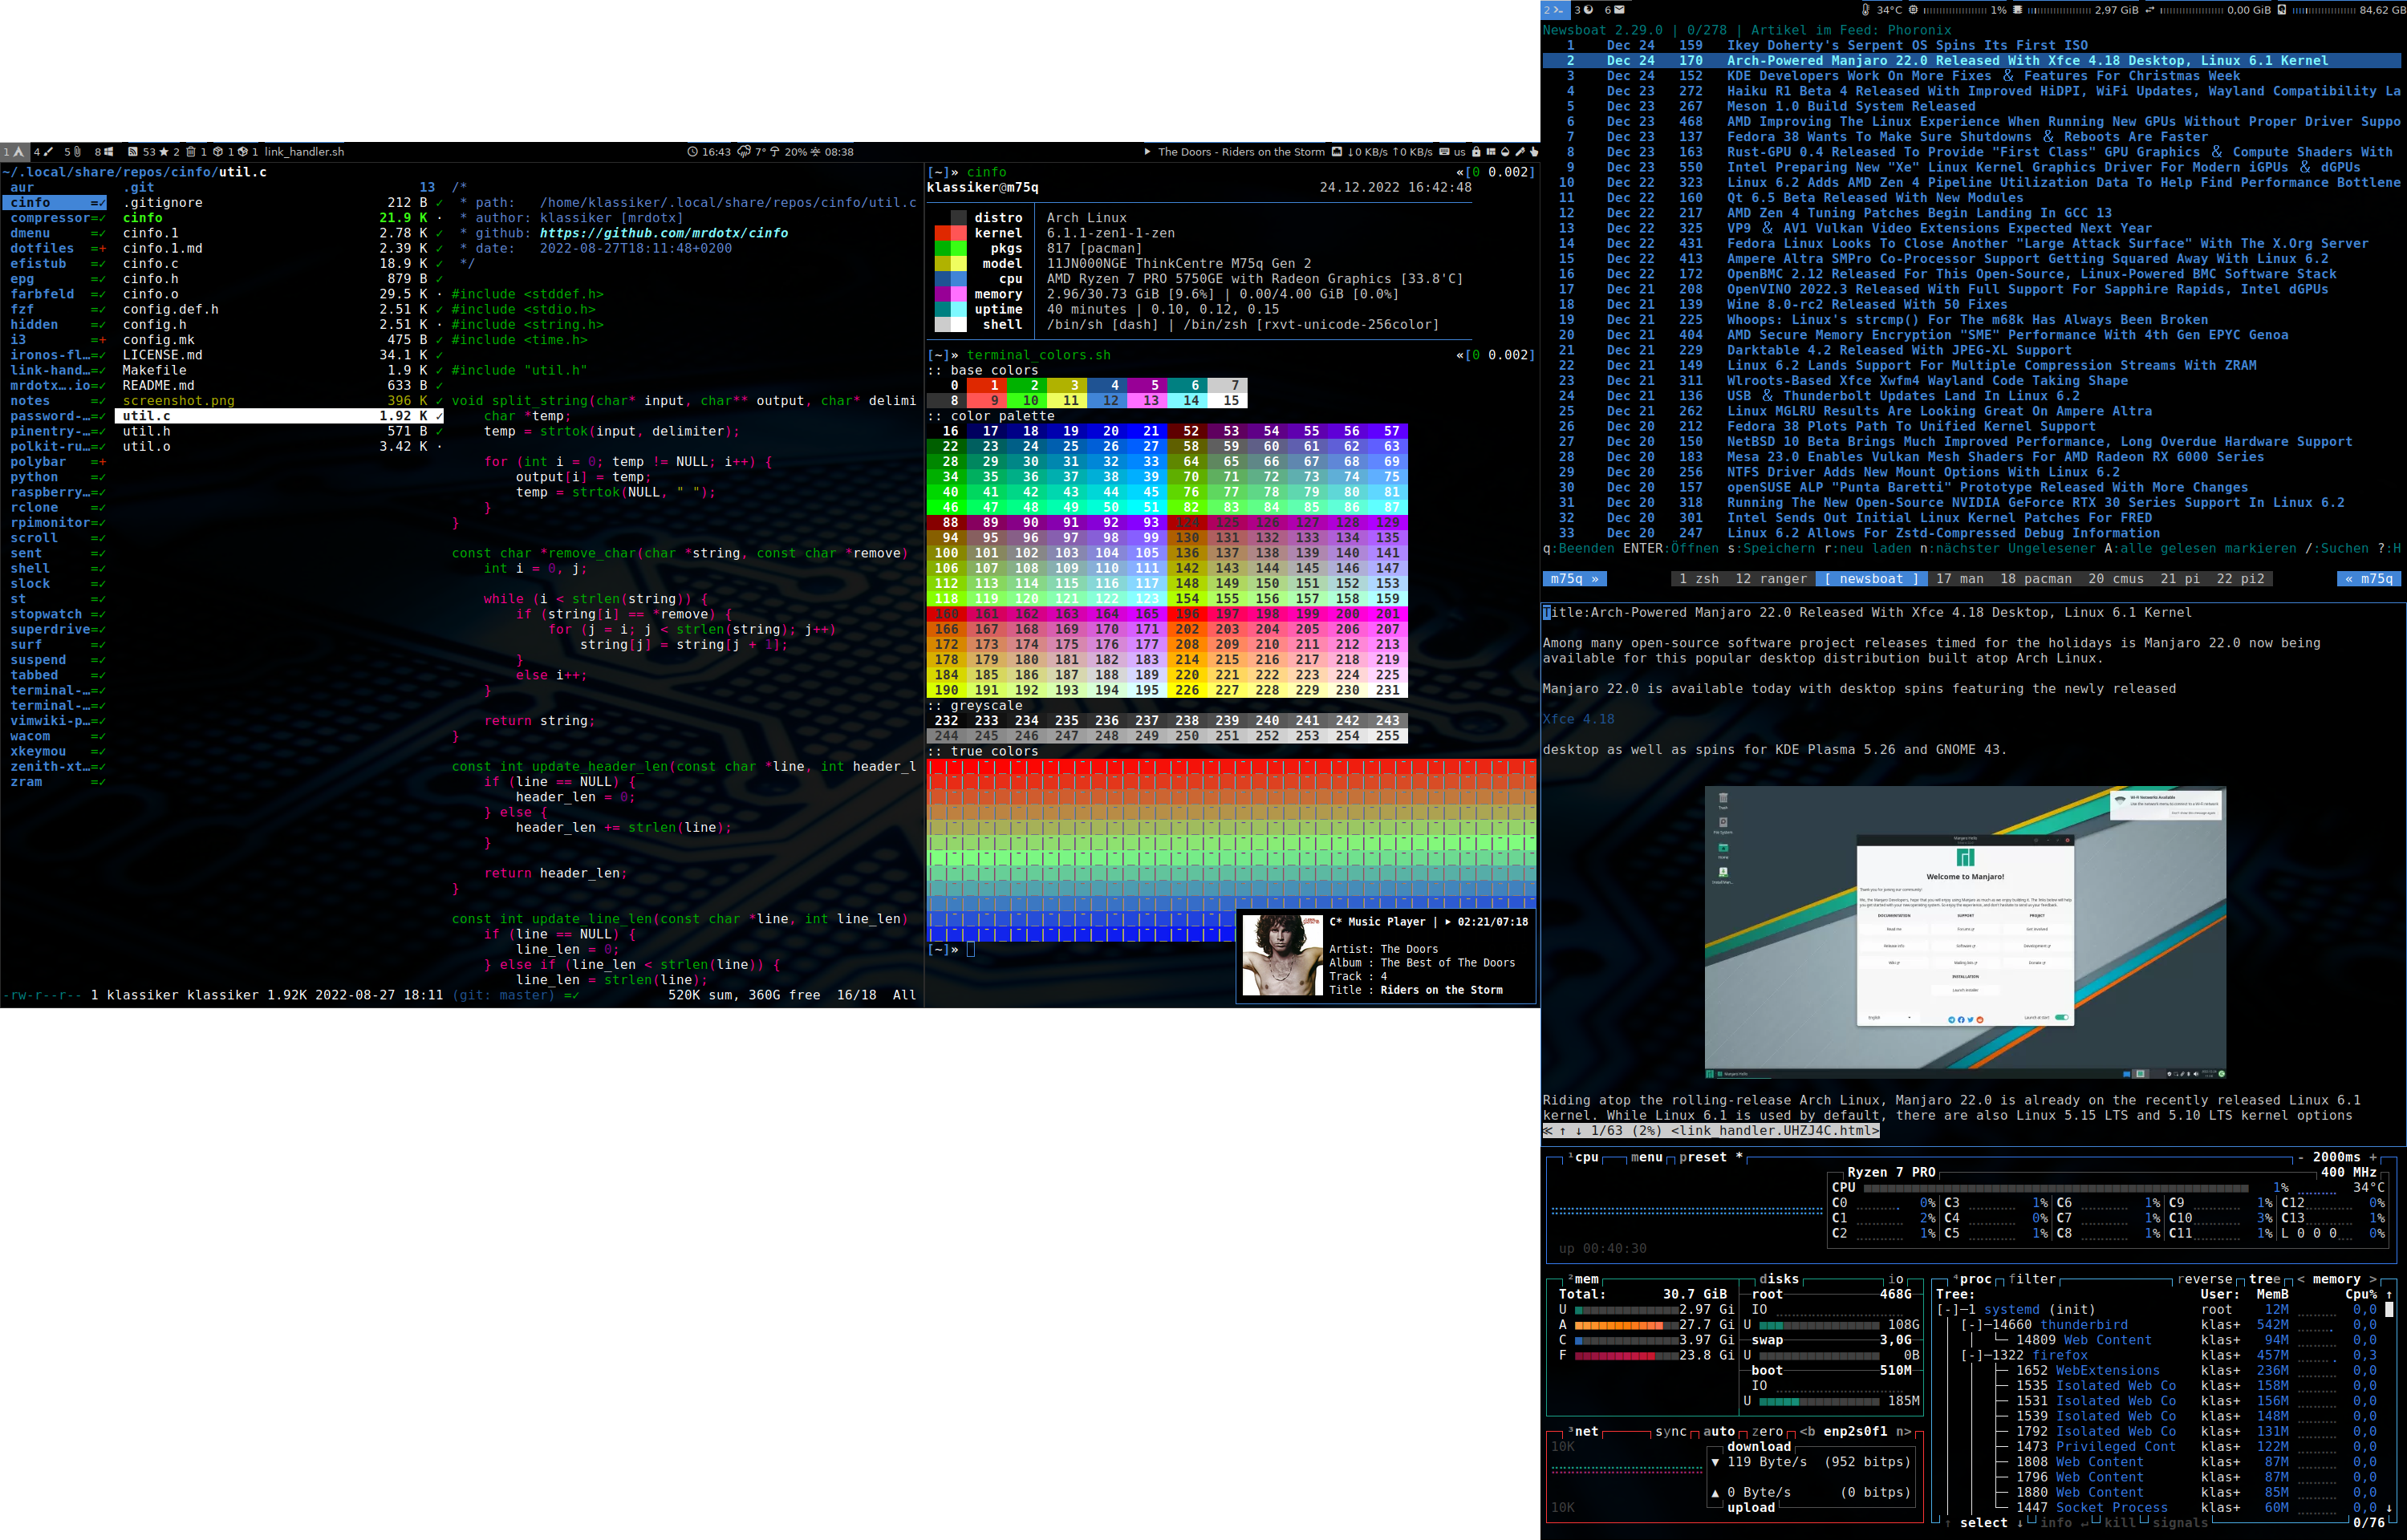 1 4 5 8 53 ★ 2 1 1 1 link_handler.sh
16:43 7° 20% 08:38
The Doors - Riders on the Storm ↓0 KB/s ↑0 KB/s us
~/.local/share/repos/cinfo/util.c
aur
cinfo =✓
compressor=✓
dmenu =✓
dotfiles =+
efistub =✓
epg =✓
farbfeld =✓
fzf =✓
hidden =✓
i3 =+
ironos-fl…=✓
link-hand…=✓
mrdotx….io=✓
notes =✓
password-…=✓
pinentry-…=✓
polkit-ru…=✓
polybar =+
python =✓
raspberry…=✓
rclone =✓
rpimonitor=✓
scroll =✓
sent =✓
shell =✓
slock =✓
st =✓
stopwatch =✓
superdrive=✓
surf =✓
suspend =✓
tabbed =✓
terminal-…=✓
terminal-…=✓
vimwiki-p…=✓
wacom =✓
xkeymou =✓
zenith-xt…=✓
zram =✓
.git 13
.gitignore 212 B ✓
cinfo 21.9 K ·
cinfo.1 2.78 K ✓
cinfo.1.md 2.39 K ✓
cinfo.c 18.9 K ✓
cinfo.h 879 B ✓
cinfo.o 29.5 K ·
config.def.h 2.51 K ✓
config.h 2.51 K ·
config.mk 475 B ✓
LICENSE.md 34.1 K ✓
Makefile 1.9 K ✓
README.md 633 B ✓
screenshot.png 396 K ✓
util.c 1.92 K ✓
util.h 571 B ✓
util.o 3.42 K ·
/*
* path: /home/klassiker/.local/share/repos/cinfo/util.c
* author: klassiker [mrdotx]
* github: https://github.com/mrdotx/cinfo
* date: 2022-08-27T18:11:48+0200
*/
#include <stddef.h>
#include <stdio.h>
#include <string.h>
#include <time.h>
#include "util.h"
void split_string(char* input, char** output, char* delimi
char *temp;
temp = strtok(input, delimiter);
for (int i = 0; temp != NULL; i++) {
output[i] = temp;
temp = strtok(NULL, " ");
}
}
const char *remove_char(char *string, const char *remove)
int i = 0, j;
while (i < strlen(string)) {
if (string[i] == *remove) {
for (j = i; j < strlen(string); j++)
string[j] = string[j + 1];
}
else i++;
}
return string;
}
const int update_header_len(const char *line, int header_l
if (line == NULL) {
header_len = 0;
} else {
header_len += strlen(line);
}
return header_len;
}
const int update_line_len(const char *line, int line_len)
if (line == NULL) {
line_len = 0;
} else if (line_len < strlen(line)) {
line_len = strlen(line);
-rw-r--r-- 1 klassiker klassiker 1.92K 2022-08-27 18:11 (git: master) =✓ 520K sum, 360G free 16/18 All
[~]» cinfo «[0 0.002]
klassiker@m75q 24.12.2022 16:42:48
distro Arch Linux
kernel 6.1.1-zen1-1-zen
pkgs 817 [pacman]
model 11JN000NGE ThinkCentre M75q Gen 2
cpu AMD Ryzen 7 PRO 5750GE with Radeon Graphics [33.8'C]
memory 2.96/30.73 GiB [9.6%] | 0.00/4.00 GiB [0.0%]
uptime 40 minutes | 0.10, 0.12, 0.15
shell /bin/sh [dash] | /bin/zsh [rxvt-unicode-256color]
[~]» terminal_colors.sh «[0 0.002]
:: base colors
0 1 2 3 4 5 6 7
8 9 10 11 12 13 14 15
:: color palette
16 17 18 19 20 21 52 53 54 55 56 57
22 23 24 25 26 27 58 59 60 61 62 63
28 29 30 31 32 33 64 65 66 67 68 69
34 35 36 37 38 39 70 71 72 73 74 75
40 41 42 43 44 45 76 77 78 79 80 81
46 47 48 49 50 51 82 83 84 85 86 87
88 89 90 91 92 93 124 125 126 127 128 129
94 95 96 97 98 99 130 131 132 133 134 135
100 101 102 103 104 105 136 137 138 139 140 141
106 107 108 109 110 111 142 143 144 145 146 147
112 113 114 115 116 117 148 149 150 151 152 153
118 119 120 121 122 123 154 155 156 157 158 159
160 161 162 163 164 165 196 197 198 199 200 201
166 167 168 169 170 171 202 203 204 205 206 207
172 173 174 175 176 177 208 209 210 211 212 213
178 179 180 181 182 183 214 215 216 217 218 219
184 185 186 187 188 189 220 221 222 223 224 225
190 191 192 193 194 195 226 227 228 229 230 231
:: greyscale
232 233 234 235 236 237 238 239 240 241 242 243
244 245 246 247 248 249 250 251 252 253 254 255
:: true colors
[~]»
C* Music Player | ▶ 02:21/07:18
Artist: The Doors
Album : The Best of The Doors
Track : 4
Title : Riders on the Storm
2 3 6 34°C 1% 2,97 GiB 0,00 GiB 84,62 GB
Newsboat 2.29.0 | 0/278 | Artikel im Feed: Phoronix
1 Dec 24 159 Ikey Doherty's Serpent OS Spins Its First ISO
2 Dec 24 170 Arch-Powered Manjaro 22.0 Released With Xfce 4.18 Desktop, Linux 6.1 Kernel
3 Dec 24 152 KDE Developers Work On More Fixes & Features For Christmas Week
4 Dec 23 272 Haiku R1 Beta 4 Released With Improved HiDPI, WiFi Updates, Wayland Compatibility La
5 Dec 23 267 Meson 1.0 Build System Released
6 Dec 23 468 AMD Improving The Linux Experience When Running New GPUs Without Proper Driver Suppo
7 Dec 23 137 Fedora 38 Wants To Make Sure Shutdowns & Reboots Are Faster
8 Dec 23 163 Rust-GPU 0.4 Released To Provide "First Class" GPU Graphics & Compute Shaders With
9 Dec 23 550 Intel Preparing New "Xe" Linux Kernel Graphics Driver For Modern iGPUs & dGPUs
10 Dec 22 323 Linux 6.2 Adds AMD Zen 4 Pipeline Utilization Data To Help Find Performance Bottlene
11 Dec 22 160 Qt 6.5 Beta Released With New Modules
12 Dec 22 217 AMD Zen 4 Tuning Patches Begin Landing In GCC 13
13 Dec 22 325 VP9 & AV1 Vulkan Video Extensions Expected Next Year
14 Dec 22 431 Fedora Linux Looks To Close Another "Large Attack Surface" With The X.Org Server
15 Dec 22 413 Ampere Altra SMPro Co-Processor Support Getting Squared Away With Linux 6.2
16 Dec 22 172 OpenBMC 2.12 Released For This Open-Source, Linux-Powered BMC Software Stack
17 Dec 21 208 OpenVINO 2022.3 Released With Full Support For Sapphire Rapids, Intel dGPUs
18 Dec 21 139 Wine 8.0-rc2 Released With 50 Fixes
19 Dec 21 225 Whoops: Linux's strcmp() For The m68k Has Always Been Broken
20 Dec 21 404 AMD Secure Memory Encryption "SME" Performance With 4th Gen EPYC Genoa
21 Dec 21 229 Darktable 4.2 Released With JPEG-XL Support
22 Dec 21 149 Linux 6.2 Lands Support For Multiple Compression Streams With ZRAM
23 Dec 21 311 Wlroots-Based Xfce Xwfm4 Wayland Code Taking Shape
24 Dec 21 136 USB & Thunderbolt Updates Land In Linux 6.2
25 Dec 21 262 Linux MGLRU Results Are Looking Great On Ampere Altra
26 Dec 20 212 Fedora 38 Plots Path To Unified Kernel Support
27 Dec 20 150 NetBSD 10 Beta Brings Much Improved Performance, Long Overdue Hardware Support
28 Dec 20 183 Mesa 23.0 Enables Vulkan Mesh Shaders For AMD Radeon RX 6000 Series
29 Dec 20 256 NTFS Driver Adds New Mount Options With Linux 6.2
30 Dec 20 157 openSUSE ALP "Punta Baretti" Prototype Released With More Changes
31 Dec 20 318 Running The New Open-Source NVIDIA GeForce RTX 30 Series Support In Linux 6.2
32 Dec 20 301 Intel Sends Out Initial Linux Kernel Patches For FRED
33 Dec 20 247 Linux 6.2 Allows For Zstd-Compressed Debug Information
q:Beenden ENTER:Öffnen s:Speichern r:neu laden n:nächster Ungelesener A:alle gelesen markieren /:Suchen ?:H
m75q » 1 zsh 12 ranger [ newsboat ] 17 man 18 pacman 20 cmus 21 pi 22 pi2 « m75q
Title:Arch-Powered Manjaro 22.0 Released With Xfce 4.18 Desktop, Linux 6.1 Kernel
Among many open-source software project releases timed for the holidays is Manjaro 22.0 now being
available for this popular desktop distribution built atop Arch Linux.
Manjaro 22.0 is available today with desktop spins featuring the newly released
Xfce 4.18
desktop as well as spins for KDE Plasma 5.26 and GNOME 43.
Welcome to Manjaro!
DOCUMENTATION SUPPORT PROJECT
INSTALLATION
Launch installer
Riding atop the rolling-release Arch Linux, Manjaro 22.0 is already on the recently released Linux 6.1
kernel. While Linux 6.1 is used by default, there are also Linux 5.15 LTS and 5.10 LTS kernel options
≪ ↑ ↓ 1/63 (2%) <link_handler.UHZJ4C.html>
¹cpu menu preset * - 2000ms +
Ryzen 7 PRO 400 MHz
CPU 1% 34°C
C0 0% C3 1% C6 1% C9 1% C12 0%
C1 2% C4 0% C7 1% C10 3% C13 1%
C2 1% C5 1% C8 1% C11 1% L 0 0 0 0%
up 00:40:30
²mem
Total: 30.7 GiB
U 2.97 Gi
A 27.7 Gi
C 3.97 Gi
F 23.8 Gi
disks io
root 468G
IO
U 108G
swap 3,0G
U 0B
boot 510M
IO
U 185M
³net sync auto zero <b enp2s0f1 n>
10K
download
▼ 119 Byte/s (952 bitps)
▲ 0 Byte/s (0 bitps)
upload
10K
⁴proc filter reverse tree < memory >
Tree: User: MemB Cpu% ↑
[-]─1 systemd (init) root 12M 0,0
[-]─14660 thunderbird klas+ 542M 0,0
14809 Web Content klas+ 94M 0,0
[-]─1322 firefox klas+ 457M 0,3
1652 WebExtensions klas+ 236M 0,0
1535 Isolated Web Co klas+ 158M 0,0
1531 Isolated Web Co klas+ 156M 0,0
1539 Isolated Web Co klas+ 148M 0,0
1792 Isolated Web Co klas+ 131M 0,0
1473 Privileged Cont klas+ 122M 0,0
1808 Web Content klas+ 87M 0,0
1796 Web Content klas+ 87M 0,0
1880 Web Content klas+ 85M 0,0
1447 Socket Process klas+ 60M 0,0 ↓
↑ select ↓ info ↵ kill signals 0/76